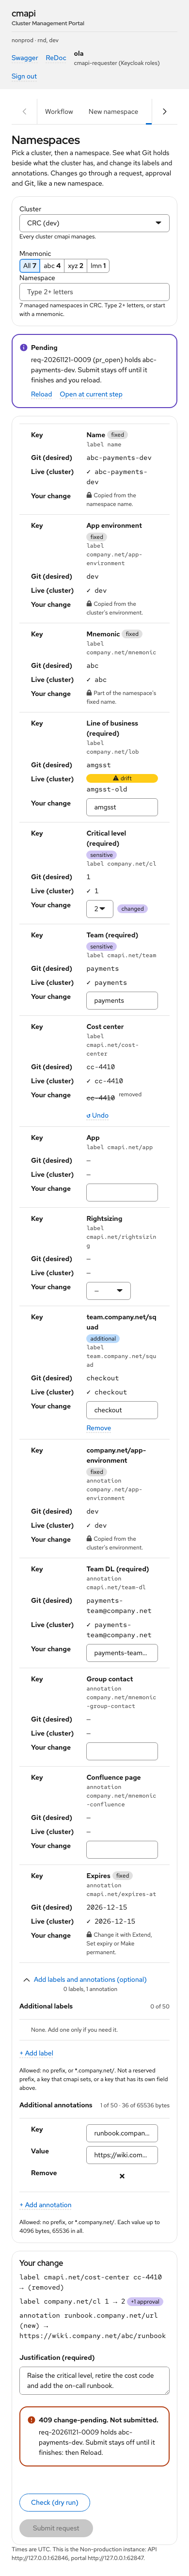 cmapi
Cluster Management Portal
nonprod · rnd, dev
Swagger ReDoc
ola
cmapi-requester (Keycloak roles)
Sign out
Workflow New namespace
Namespaces
Pick a cluster, then a namespace. See what Git holds
beside what the cluster has, and change its labels and
annotations. Changes go through a request, approval
and Git, like a new namespace.
Cluster
CRC (dev)
Every cluster cmapi manages.
Mnemonic
All 7 abc 4 xyz 2 lmn 1
Namespace
Type 2+ letters
7 managed namespaces in CRC. Type 2+ letters, or start
with a mnemonic.
Pending
req-20261121-0009 (pr_open) holds abc-
payments-dev. Submit stays off until it
finishes and you reload.
Reload Open at current step
Key Name fixed
label name
Git (desired) abc-payments-dev
Live (cluster) ✓ abc-payments-
dev
Your change Copied from the
namespace name.
Key App environment
fixed
label
company.net/app-
environment
Git (desired) dev
Live (cluster) ✓ dev
Your change Copied from the
cluster's environment.
Key Mnemonic fixed
label
company.net/mnemonic
Git (desired) abc
Live (cluster) ✓ abc
Your change Part of the namespace's
fixed name.
Key Line of business
(required)
label
company.net/lob
Git (desired) amgsst
Live (cluster) drift
amgsst-old
Your change amgsst
Key Critical level
(required)
sensitive
label company.net/cl
Git (desired) 1
Live (cluster) ✓ 1
Your change 2 changed
Key Team (required)
sensitive
label cmapi.net/team
Git (desired) payments
Live (cluster) ✓ payments
Your change payments
Key Cost center
label
cmapi.net/cost-
center
Git (desired) cc-4410
Live (cluster) ✓ cc-4410
Your change cc-4410 removed
Undo
Key App
label cmapi.net/app
Git (desired) —
Live (cluster) —
Your change
Key Rightsizing
label
cmapi.net/rightsizin
g
Git (desired) —
Live (cluster) —
Your change —
Key team.company.net/sq
uad
additional
label
team.company.net/squ
ad
Git (desired) checkout
Live (cluster) ✓ checkout
Your change checkout
Remove
Key company.net/app-
environment
fixed
annotation
company.net/app-
environment
Git (desired) dev
Live (cluster) ✓ dev
Your change Copied from the
cluster's environment.
Key Team DL (required)
annotation
cmapi.net/team-dl
Git (desired) payments-
team@company.net
Live (cluster) ✓ payments-
team@company.net
Your change payments-team...
Key Group contact
annotation
company.net/mnemonic
-group-contact
Git (desired) —
Live (cluster) —
Your change
Key Confluence page
annotation
company.net/mnemonic
-confluence
Git (desired) —
Live (cluster) —
Your change
Key Expires fixed
annotation
cmapi.net/expires-at
Git (desired) 2026-12-15
Live (cluster) ✓ 2026-12-15
Your change Change it with Extend,
Set expiry or Make
permanent.
Add labels and annotations (optional)
0 labels, 1 annotation
Additional labels 0 of 50
None. Add one only if you need it.
+ Add label
Allowed: no prefix, or *.company.net/. Not a reserved
prefix, a key that cmapi sets, or a key that has its own field
above.
Additional annotations 1 of 50 · 36 of 65536 bytes
Key runbook.compan...
Value https://wiki.com...
Remove ×
+ Add annotation
Allowed: no prefix, or *.company.net/. Each value up to
4096 bytes, 65536 in all.
Your change
label cmapi.net/cost-center cc-4410
→ (removed)
label company.net/cl 1 → 2 +1 approval
annotation runbook.company.net/url
(new) →
https://wiki.company.net/abc/runbook
Justification (required)
Raise the critical level, retire the cost code
and add the on-call runbook.
409 change-pending. Not submitted.
req-20261121-0009 holds abc-
payments-dev. Submit stays off until it
finishes: then Reload.
Check (dry run)
Submit request
Times are UTC. This is the Non-production instance: API
http://127.0.0.1:62846, portal http://127.0.0.1:62847.